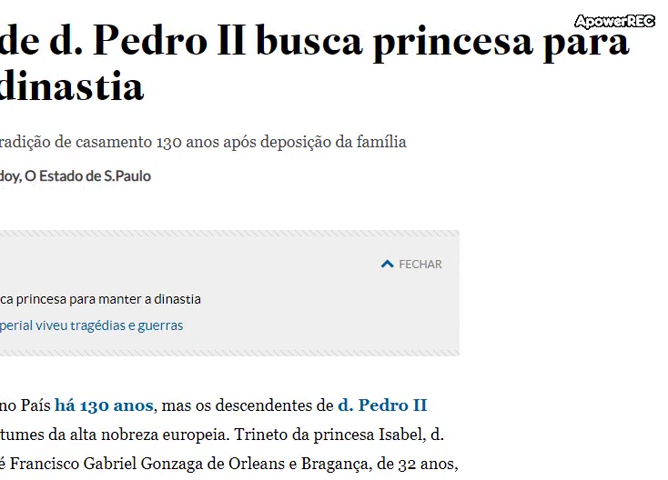 ApowerREC
de d. Pedro II busca princesa para
dinastia
radição de casamento 130 anos após deposição da família
doy, O Estado de S.Paulo
FECHAR
ca princesa para manter a dinastia
perial viveu tragédias e guerras
no País há 130 anos, mas os descendentes de d. Pedro II
tumes da alta nobreza europeia. Trineto da princesa Isabel, d.
é Francisco Gabriel Gonzaga de Orleans e Bragança, de 32 anos,